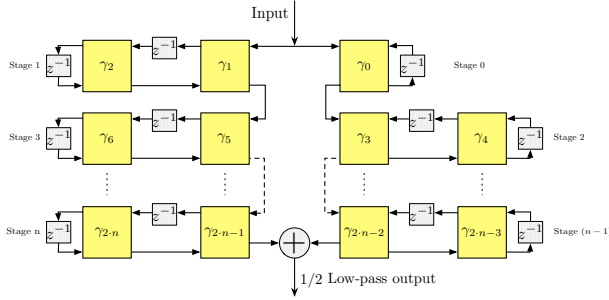 Input
Stage 1 z⁻¹ γ₂ z⁻¹ γ₁ γ₀ z⁻¹ Stage 0
Stage 3 z⁻¹ γ₆ z⁻¹ γ₅ γ₃ z⁻¹ γ₄ z⁻¹ Stage 2
Stage n z⁻¹ γ₂.ₙ z⁻¹ γ₂.ₙ₋₁ + γ₂.ₙ₋₂ z⁻¹ γ₂.ₙ₋₃ z⁻¹ Stage (n − 1)
1/2 Low-pass output